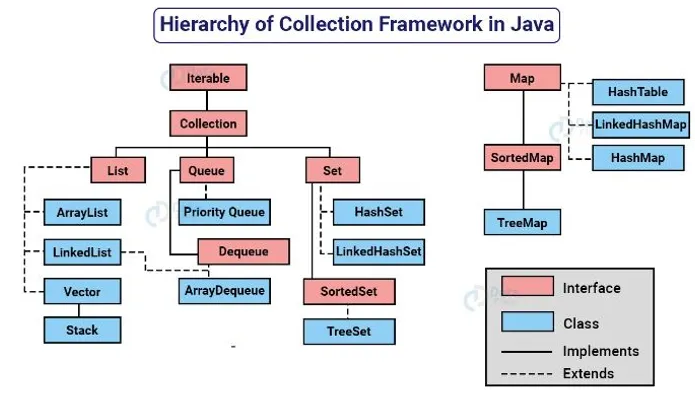 Hierarchy of Collection Framework in Java
Iterable
Collection
List
Queue
Set
ArrayList
Priority Queue
HashSet
LinkedList
Dequeue
LinkedHashSet
Vector
ArrayDequeue
SortedSet
Stack
TreeSet
Map
HashTable
LinkedHashMap
SortedMap
HashMap
TreeMap
Interface
Class
Implements
Extends